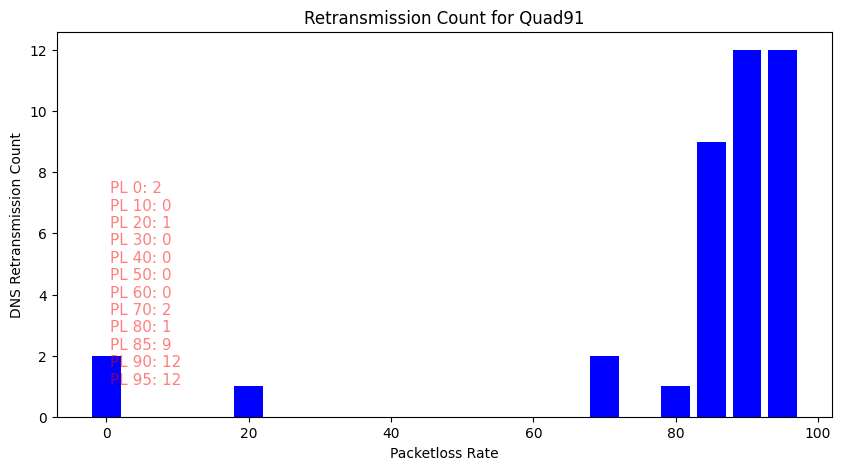 Retransmission Count for Quad91
DNS Retransmission Count
12
10
8
6
4
2
0
PL 0: 2
PL 10: 0
PL 20: 1
PL 30: 0
PL 40: 0
PL 50: 0
PL 60: 0
PL 70: 2
PL 80: 1
PL 85: 9
PL 90: 12
PL 95: 12
0 20 40 60 80 100
Packetloss Rate